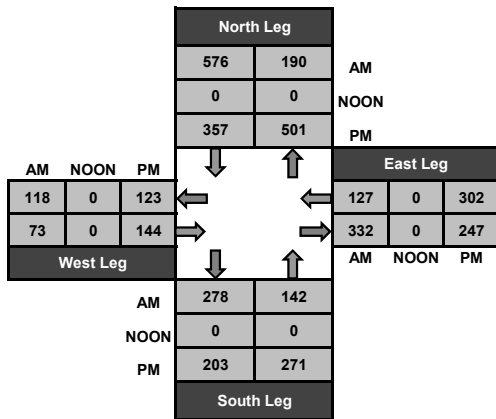 North Leg
576 190 AM
0 0 NOON
357 501 PM
AM NOON PM East Leg
118 0 123 127 0 302
73 0 144 332 0 247
West Leg AM NOON PM
AM 278 142
NOON 0 0
PM 203 271
South Leg